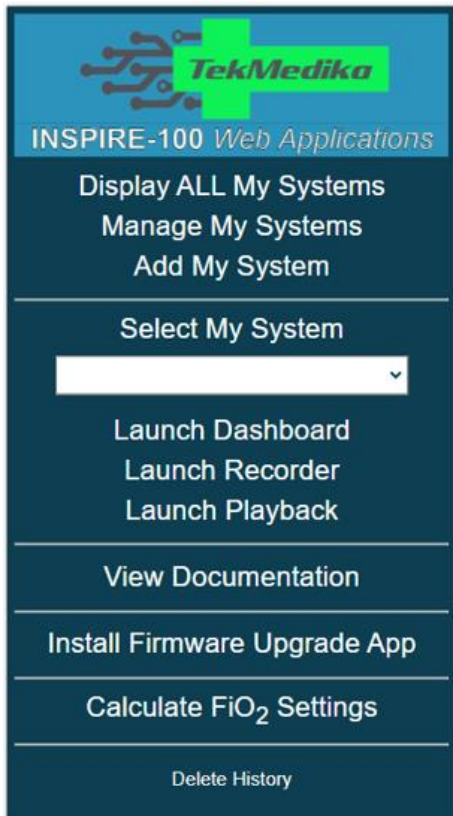 TekMedika
INSPIRE-100 Web Applications
Display ALL My Systems
Manage My Systems
Add My System
Select My System
Launch Dashboard
Launch Recorder
Launch Playback
View Documentation
Install Firmware Upgrade App
Calculate FiO₂ Settings
Delete History